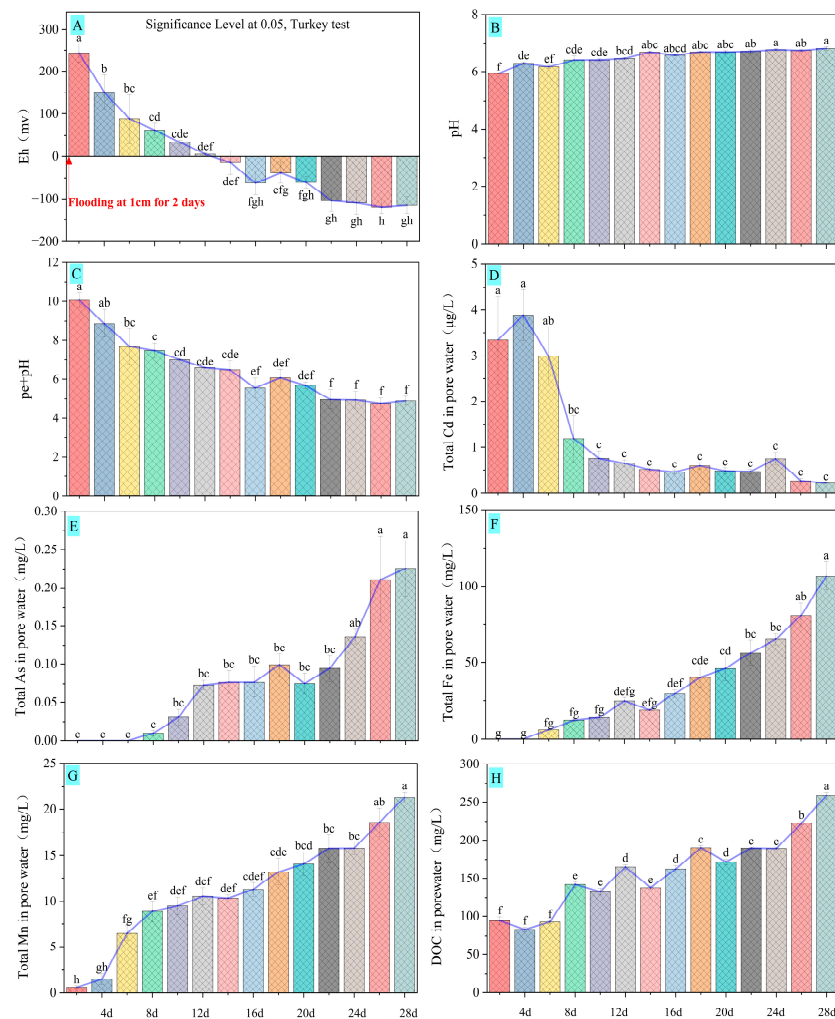 A
Significance Level at 0.05, Turkey test
Eh（mv）
300
200
100
0
−100
−200
a
b
bc
cd
cde
def
def
fgh
efg
fgh
gh
gh
h
gh
Flooding at 1cm for 2 days
B
pH
8
6
4
2
0
f
de
ef
cde
cde
bcd
abc
abcd
abc
abc
abc
a
abc
a
C
pe+pH
12
10
8
6
4
2
0
a
ab
bc
c
cd
cde
cde
ef
def
def
f
f
f
f
D
Total Cd in pore water（μg/L）
5
4
3
2
1
0
a
a
ab
bc
c
c
c
c
c
c
c
c
c
c
E
Total As in pore water（mg/L）
0.30
0.25
0.20
0.15
0.10
0.05
0.00
c
c
c
c
bc
bc
bc
bc
bc
bc
bc
ab
a
a
F
Total Fe in pore water（mg/L）
150
100
50
0
g
g
fg
fg
fg
defg
efg
def
cde
cd
bc
bc
ab
a
G
Total Mn in pore water（mg/L）
25
20
15
10
5
0
h
gh
fg
ef
def
def
def
cdef
cde
bcd
bc
bc
ab
a
4d 8d 12d 16d 20d 24d 28d
H
DOC in porewater（mg/L）
300
250
200
150
100
50
0
f
f
f
e
e
d
e
d
c
d
c
c
b
a
4d 8d 12d 16d 20d 24d 28d